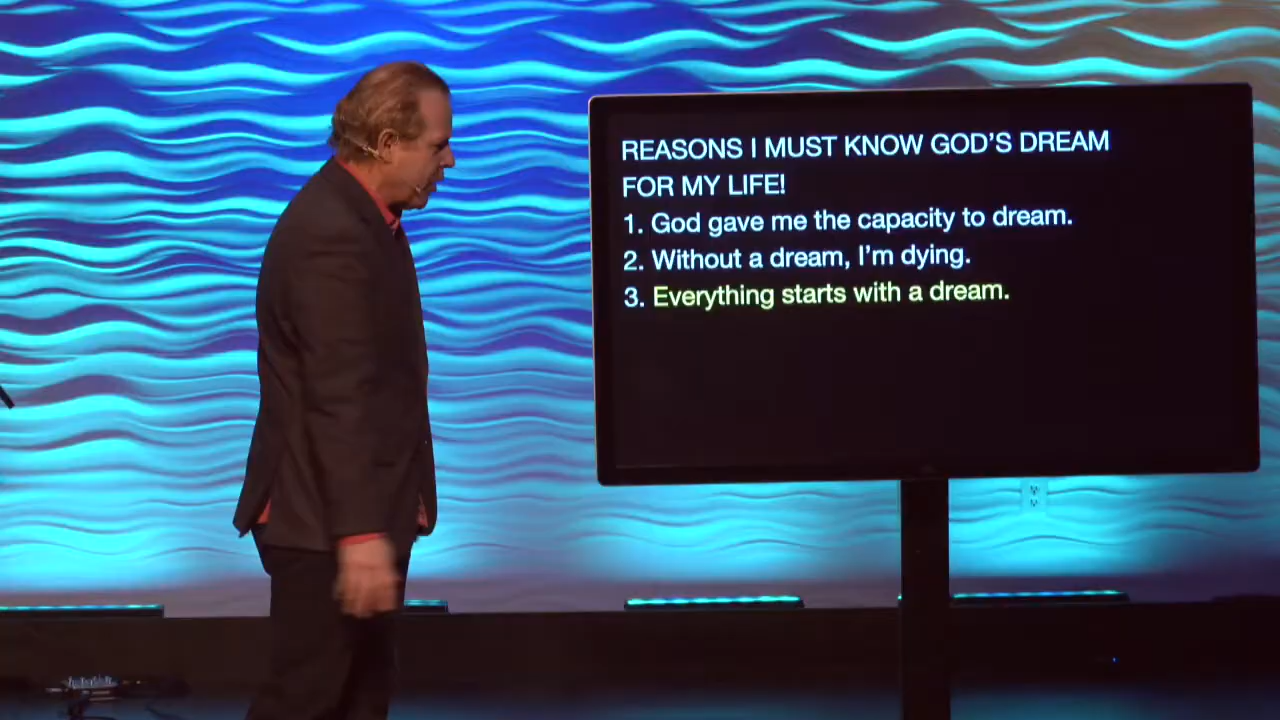 REASONS I MUST KNOW GOD'S DREAM
FOR MY LIFE!
1. God gave me the capacity to dream.
2. Without a dream, I'm dying.
3. Everything starts with a dream.